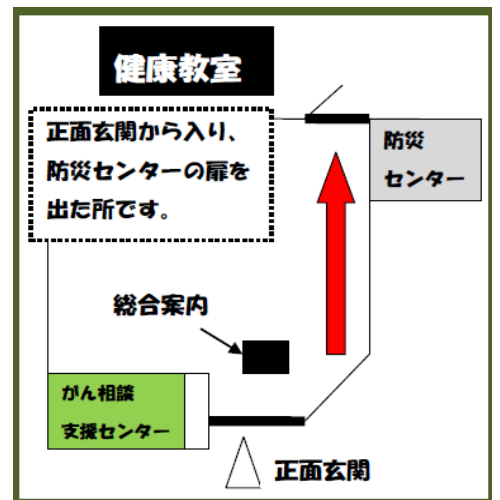 健康教室
正面玄関から入り、
防災センターの扉を
出た所です。
防災
センター
総合案内
がん相談
支援センター
正面玄関